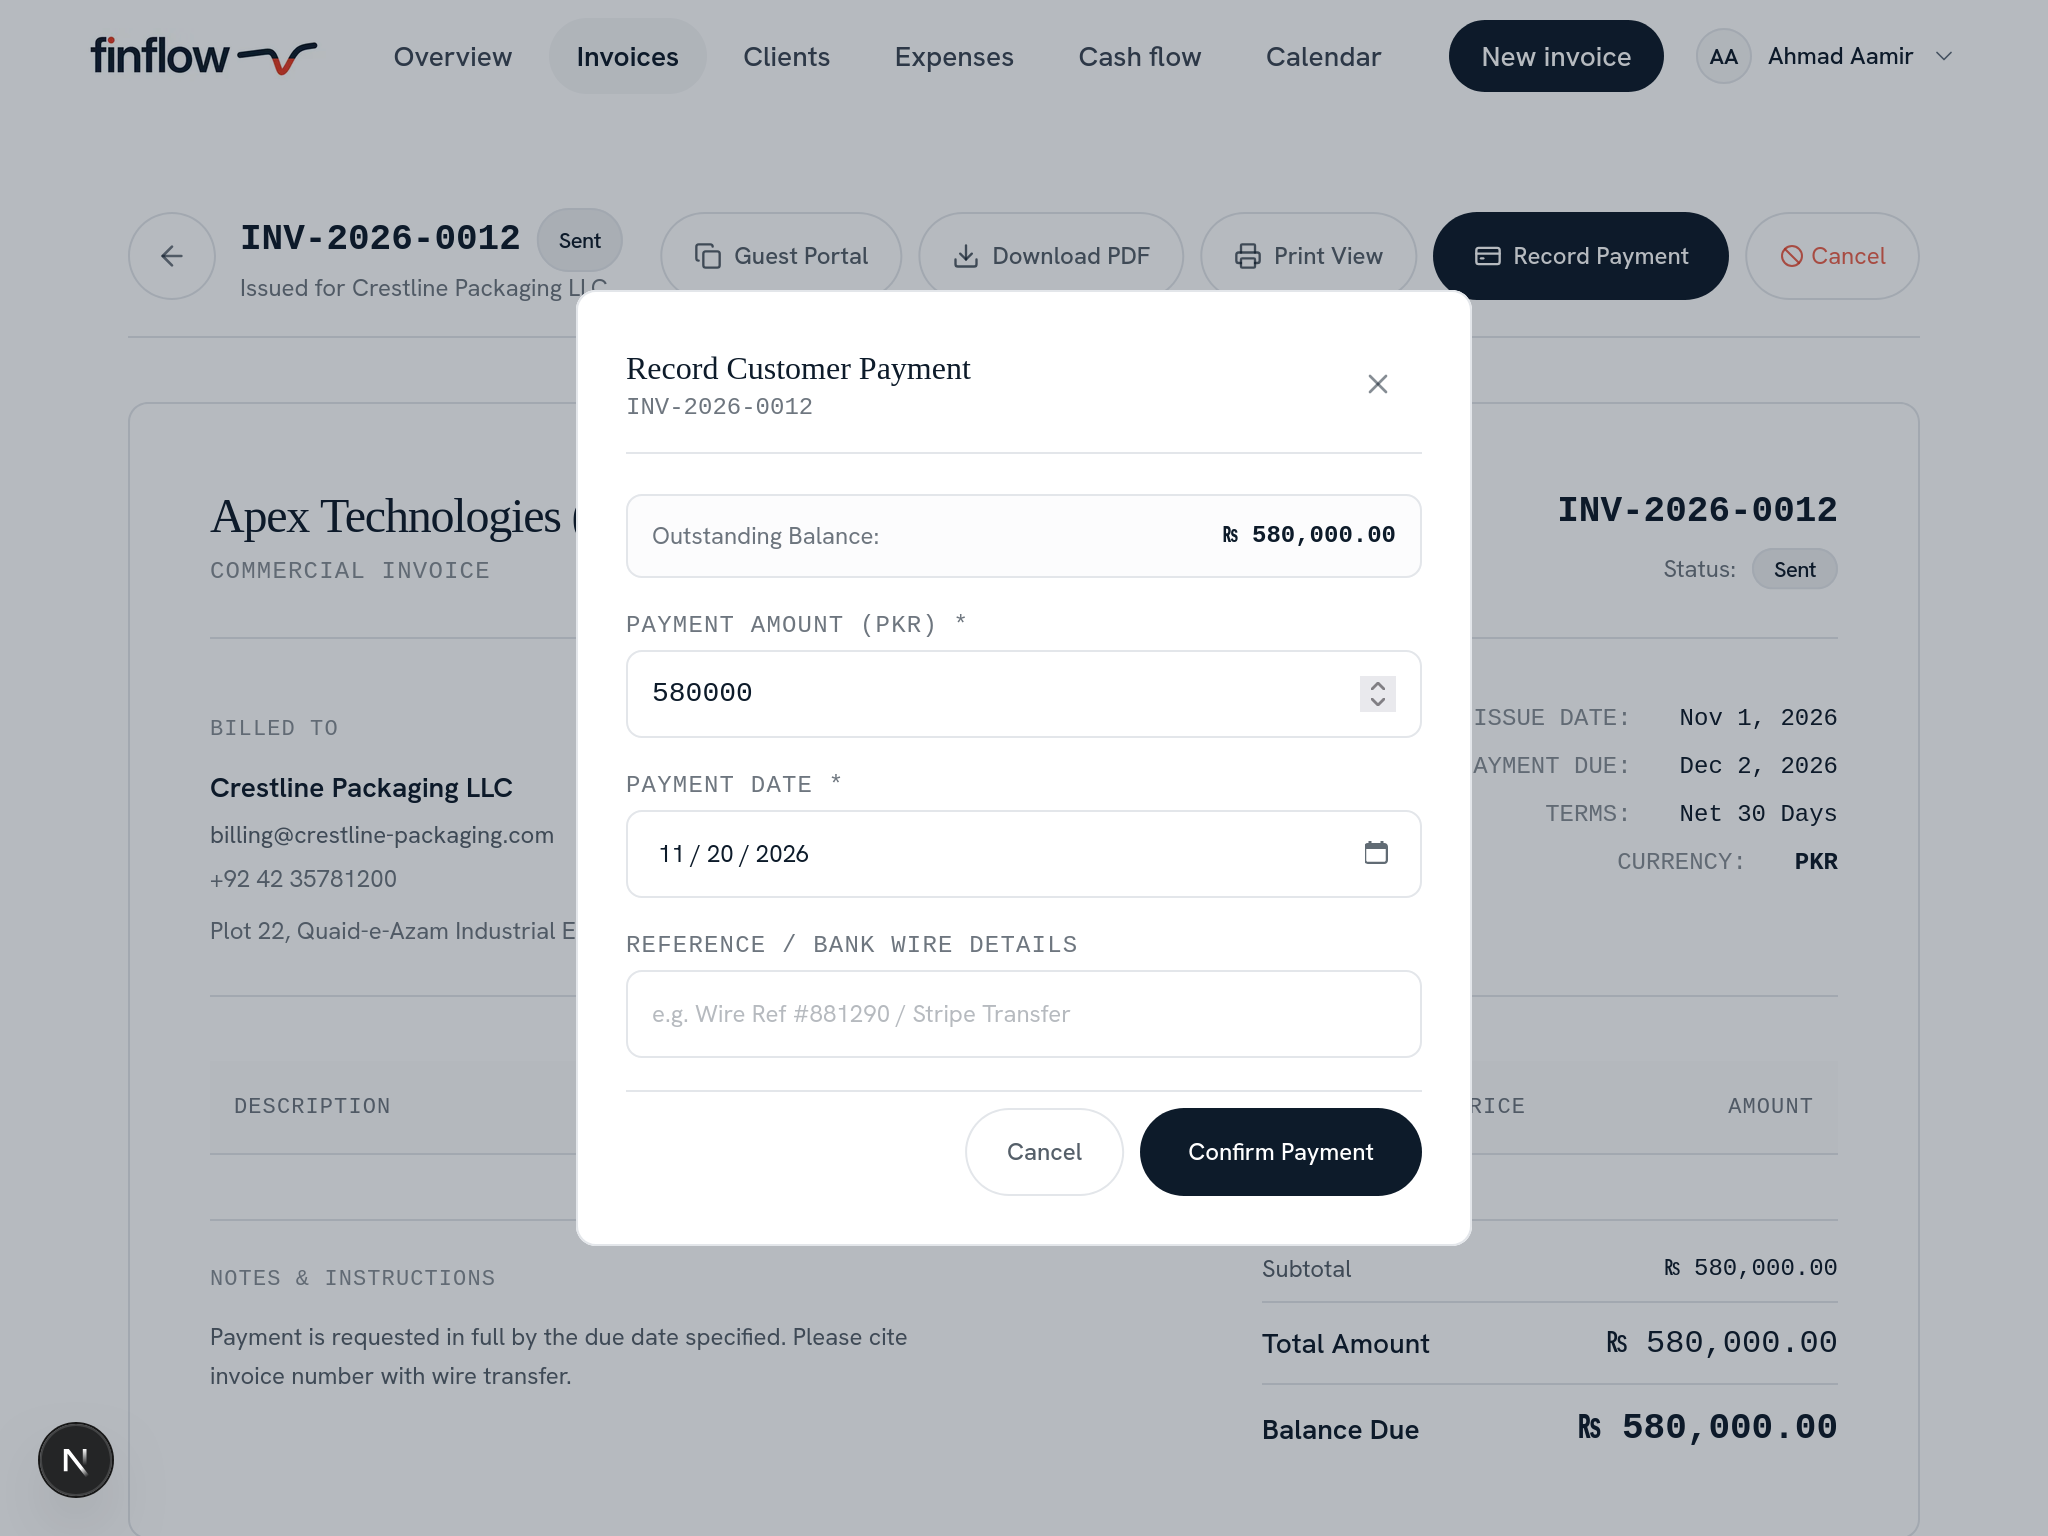 finflow
Overview
Invoices
Clients
Expenses
Cash flow
Calendar
New invoice
AA
Ahmad Aamir
INV-2026-0012
Sent
Issued for Crestline Packaging LLC
Guest Portal
Download PDF
Print View
Record Payment
Cancel
Record Customer Payment
INV-2026-0012
Outstanding Balance:
₨ 580,000.00
PAYMENT AMOUNT (PKR) *
580000
PAYMENT DATE *
11 / 20 / 2026
REFERENCE / BANK WIRE DETAILS
e.g. Wire Ref #881290 / Stripe Transfer
Cancel
Confirm Payment
Apex Technologies
COMMERCIAL INVOICE
INV-2026-0012
Status: Sent
BILLED TO
Crestline Packaging LLC
billing@crestline-packaging.com
+92 42 35781200
Plot 22, Quaid-e-Azam Industrial E
ISSUE DATE: Nov 1, 2026
AYMENT DUE: Dec 2, 2026
TERMS: Net 30 Days
CURRENCY: PKR
DESCRIPTION
RICE
AMOUNT
NOTES & INSTRUCTIONS
Payment is requested in full by the due date specified. Please cite
invoice number with wire transfer.
Subtotal ₨ 580,000.00
Total Amount ₨ 580,000.00
Balance Due ₨ 580,000.00
N